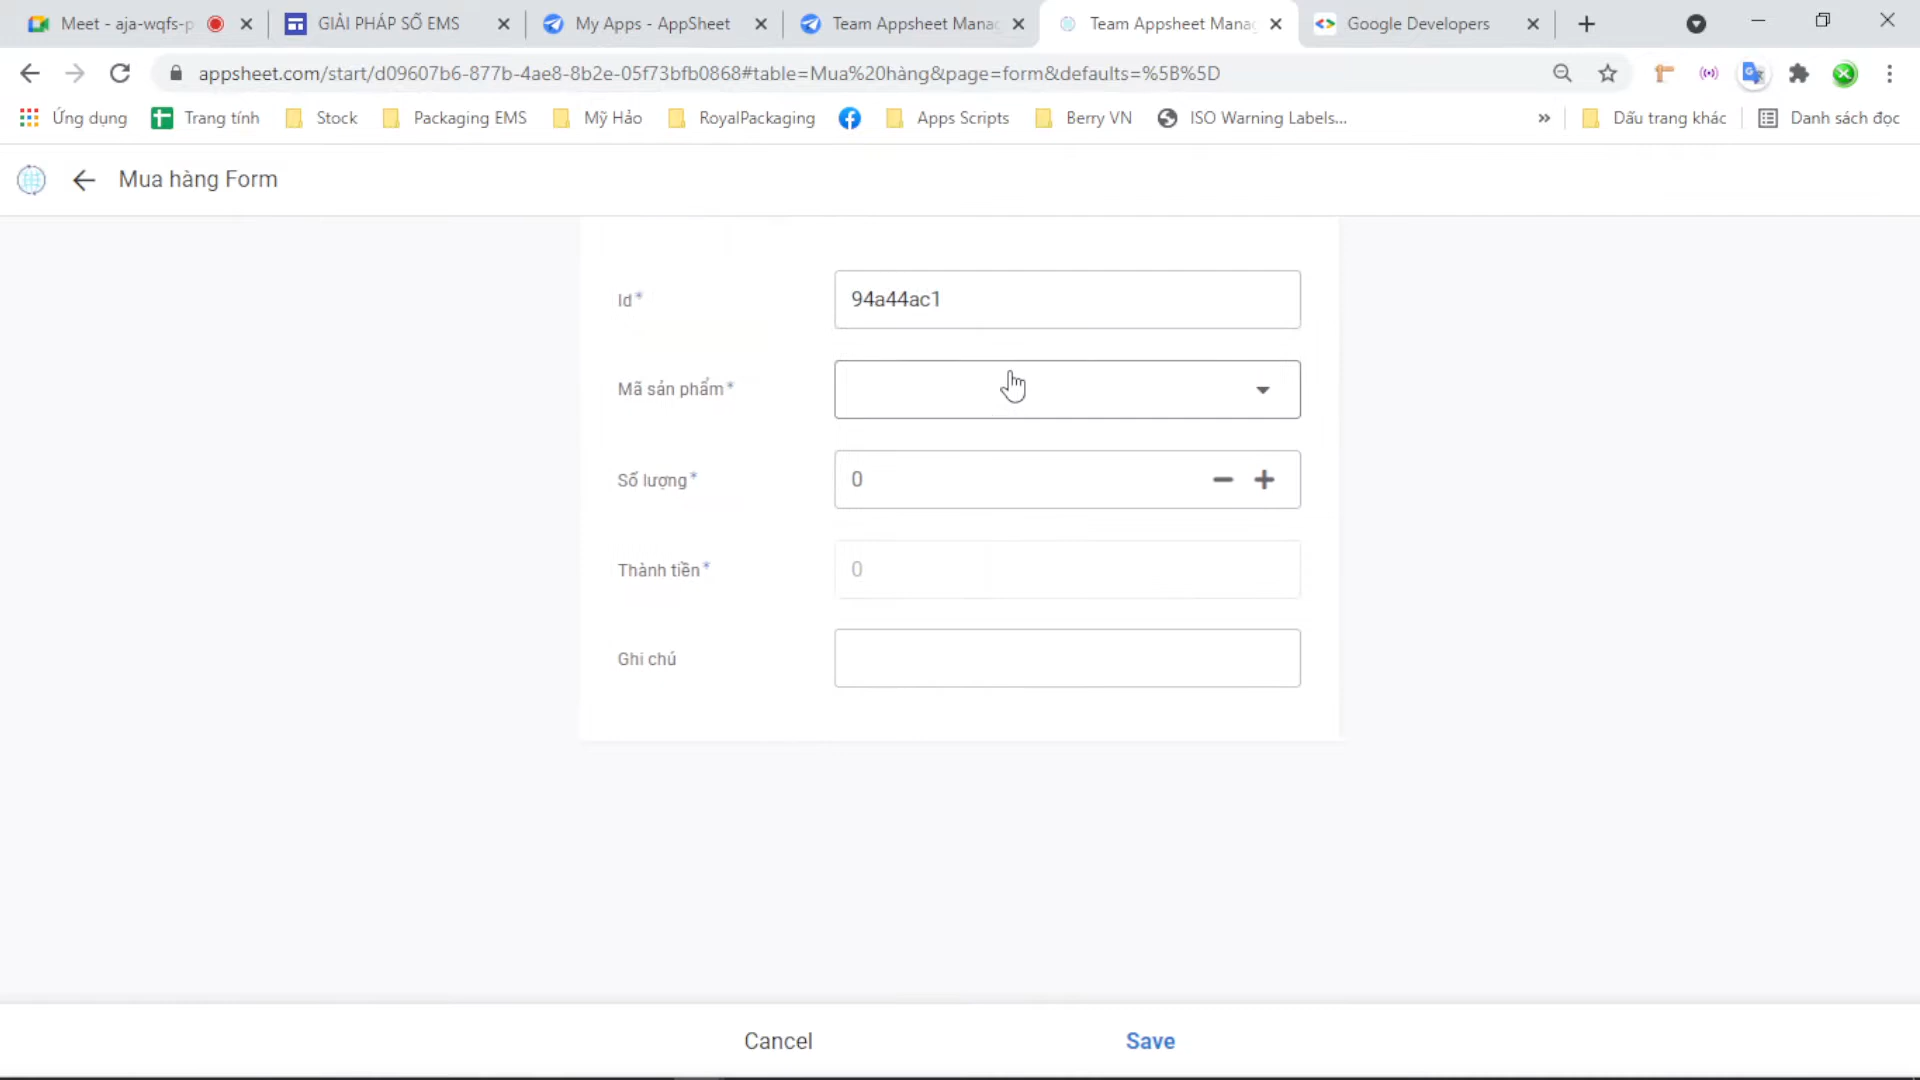 Meet - aja-wqfs-p
GIẢI PHÁP SỐ EMS
My Apps - AppSheet
Team Appsheet Manag
Team Appsheet Manag
Google Developers
appsheet.com/start/d09607b6-877b-4ae8-8b2e-05f73bfb0868#table=Mua%20hàng&page=form&defaults=%5B%5D
Ứng dụng
Trang tính
Stock
Packaging EMS
Mỹ Hảo
RoyalPackaging
Apps Scripts
Berry VN
ISO Warning Labels...
»
Dấu trang khác
Danh sách đọc
Mua hàng Form
Id*
94a44ac1
Mã sản phẩm*
Số lượng*
0
Thành tiền*
0
Ghi chú
Cancel
Save